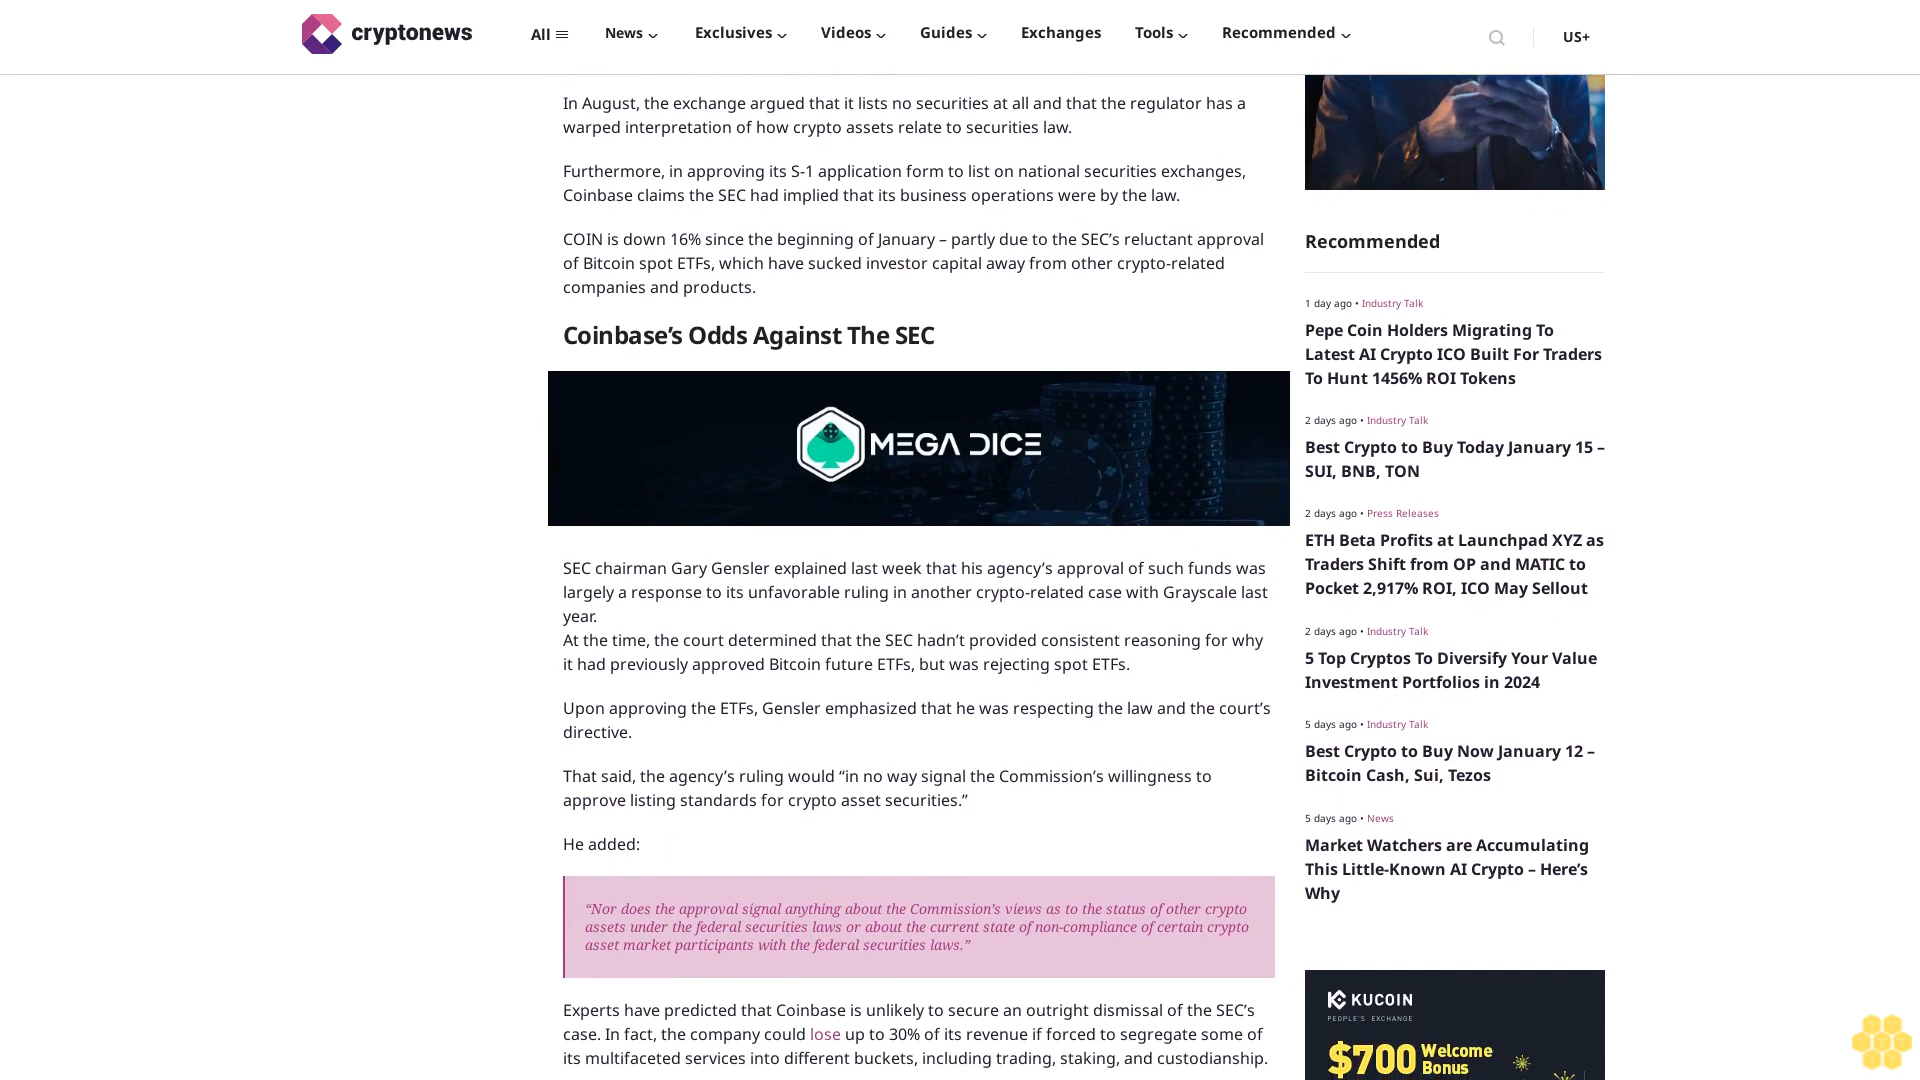 cryptonews
All
News
Exclusives
Videos
Guides
Exchanges
Tools
Recommended
US+
In August, the exchange argued that it lists no securities at all and that the regulator has a
warped interpretation of how crypto assets relate to securities law.
Furthermore, in approving its S-1 application form to list on national securities exchanges,
Coinbase claims the SEC had implied that its business operations were by the law.
COIN is down 16% since the beginning of January – partly due to the SEC’s reluctant approval
of Bitcoin spot ETFs, which have sucked investor capital away from other crypto-related
companies and products.
Coinbase’s Odds Against The SEC
MEGA DICE
SEC chairman Gary Gensler explained last week that his agency’s approval of such funds was
largely a response to its unfavorable ruling in another crypto-related case with Grayscale last
year.
At the time, the court determined that the SEC hadn’t provided consistent reasoning for why
it had previously approved Bitcoin future ETFs, but was rejecting spot ETFs.
Upon approving the ETFs, Gensler emphasized that he was respecting the law and the court’s
directive.
That said, the agency’s ruling would “in no way signal the Commission’s willingness to
approve listing standards for crypto asset securities.”
He added:
“Nor does the approval signal anything about the Commission’s views as to the status of other crypto
assets under the federal securities laws or about the current state of non-compliance of certain crypto
asset market participants with the federal securities laws.”
Experts have predicted that Coinbase is unlikely to secure an outright dismissal of the SEC’s
case. In fact, the company could lose up to 30% of its revenue if forced to segregate some of
its multifaceted services into different buckets, including trading, staking, and custodianship.
Recommended
1 day ago • Industry Talk
Pepe Coin Holders Migrating To
Latest AI Crypto ICO Built For Traders
To Hunt 1456% ROI Tokens
2 days ago • Industry Talk
Best Crypto to Buy Today January 15 –
SUI, BNB, TON
2 days ago • Press Releases
ETH Beta Profits at Launchpad XYZ as
Traders Shift from OP and MATIC to
Pocket 2,917% ROI, ICO May Sellout
2 days ago • Industry Talk
5 Top Cryptos To Diversify Your Value
Investment Portfolios in 2024
5 days ago • Industry Talk
Best Crypto to Buy Now January 12 –
Bitcoin Cash, Sui, Tezos
5 days ago • News
Market Watchers are Accumulating
This Little-Known AI Crypto – Here’s
Why
KUCOIN
PEOPLE'S EXCHANGE
$700 Welcome
Bonus